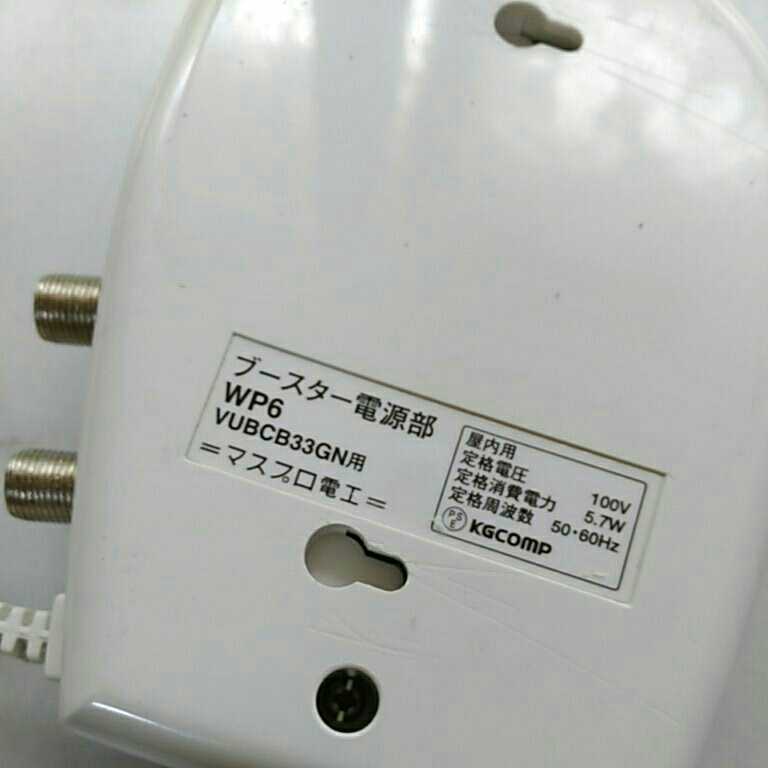 ブースター電源部
WP6
VUBCB33GN用
=マスプロ電工=
屋内用
定格電圧 100V
定格消費電力 5.7W
定格周波数 50・60Hz
PSE KGCOMP